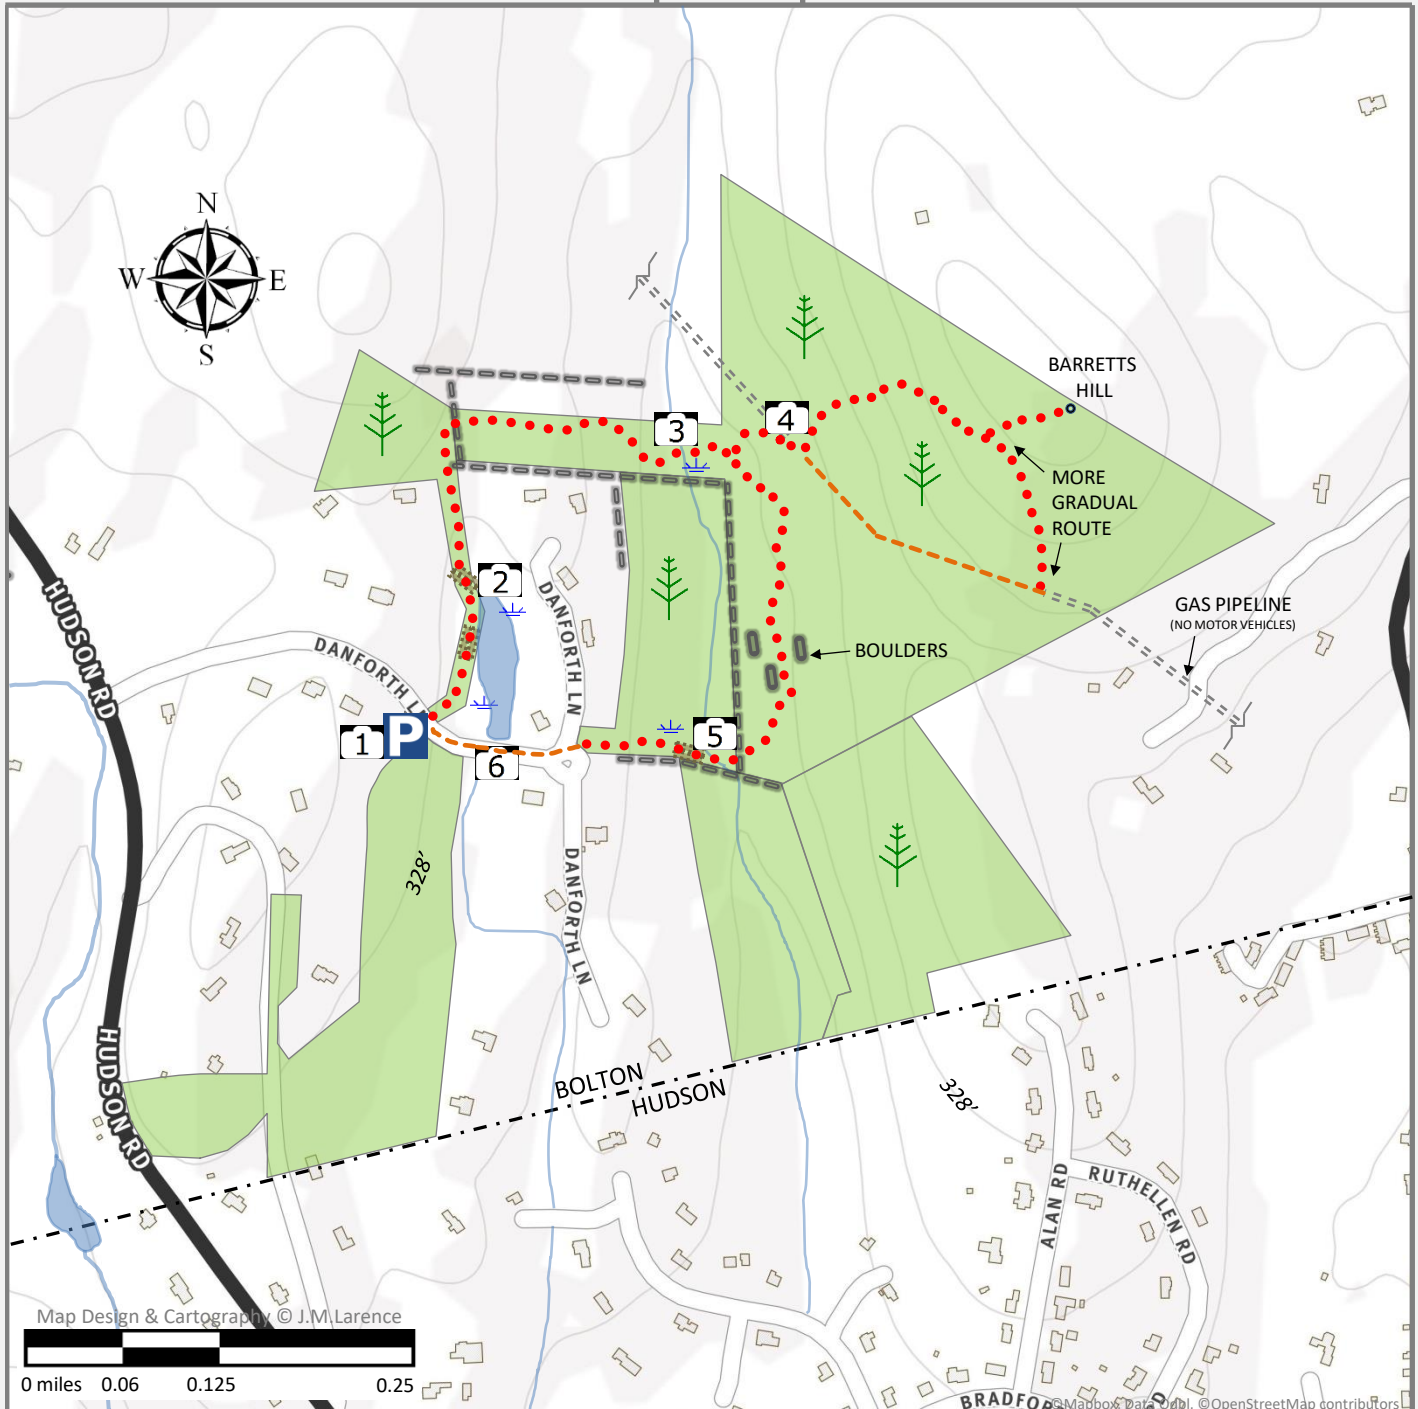 N
W
E
S
BARRETTS
HILL
3
4
MORE
GRADUAL
ROUTE
HUDSON RD
2
DANFORTH LN
GAS PIPELINE
(NO MOTOR VEHICLES)
DANFORTH LN
BOULDERS
1
P
5
6
328'
DANFORTH LN
HUDSON RD
BOLTON
HUDSON
328'
ALAN RD
RUTHELLEN RD
Map Design & Cartography © J.M.Larence
0 miles 0.06 0.125 0.25
©Mapbox, Data Odbl. ©OpenStreetMap contributors